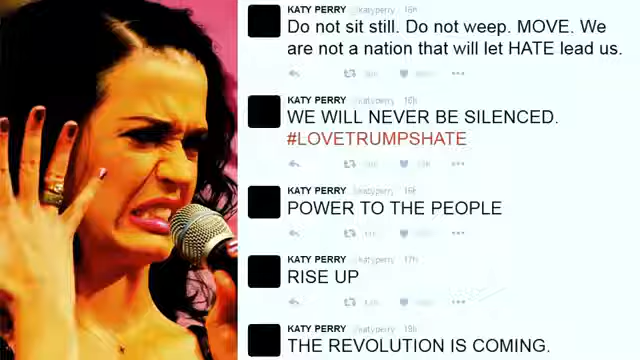 KATY PERRY @katyperry · 16h
Do not sit still. Do not weep. MOVE. We
are not a nation that will let HATE lead us.
KATY PERRY @katyperry · 16h
WE WILL NEVER BE SILENCED.
#LOVETRUMPSHATE
KATY PERRY @katyperry · 16h
POWER TO THE PEOPLE
KATY PERRY @katyperry · 17h
RISE UP
KATY PERRY @katyperry
THE REVOLUTION IS COMING.